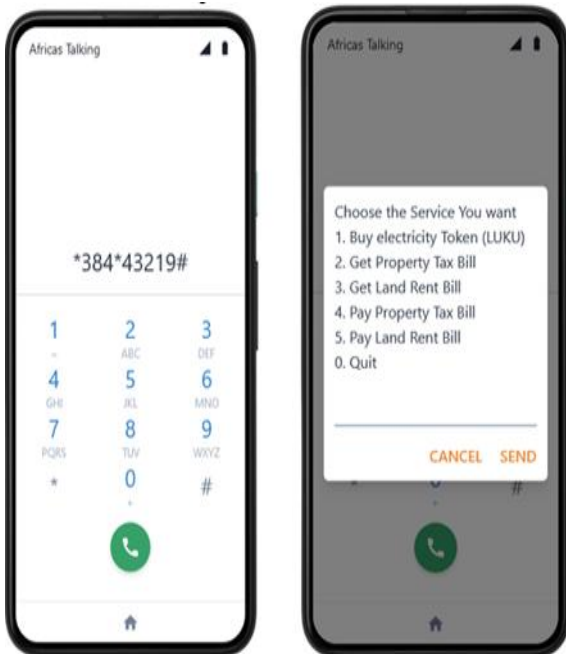 Africas Talking
*384*43219#
1 2 3
ABC DEF
4 5 6
GHI JKL MNO
7 8 9
PQRS TUV WXYZ
* 0 #
+
Africas Talking
Choose the Service You want
1. Buy electricity Token (LUKU)
2. Get Property Tax Bill
3. Get Land Rent Bill
4. Pay Property Tax Bill
5. Pay Land Rent Bill
0. Quit
CANCEL SEND
* 0 #